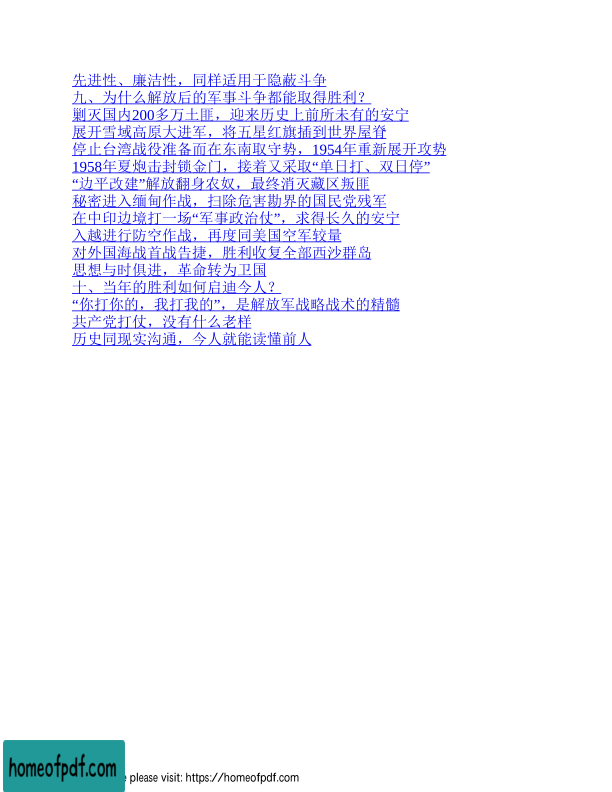 先进性、廉洁性，同样适用于隐蔽斗争
九、为什么解放后的军事斗争都能取得胜利？
剿灭国内200多万土匪，迎来历史上前所未有的安宁
展开雪域高原大进军，将五星红旗插到世界屋脊
停止台湾战役准备而在东南取守势，1954年重新展开攻势
1958年夏炮击封锁金门，接着又采取“单日打、双日停”
“边平改建”解放翻身农奴，最终消灭藏区叛匪
秘密进入缅甸作战，扫除危害勘界的国民党残军
在中印边境打一场“军事政治仗”，求得长久的安宁
入越进行防空作战，再度同美国空军较量
对外国海战首战告捷，胜利收复全部西沙群岛
思想与时俱进，革命转为卫国
十、当年的胜利如何启迪今人？
“你打你的，我打我的”，是解放军战略战术的精髓
共产党打仗，没有什么老样
历史同现实沟通，今人就能读懂前人
homeofpdf.com
please visit: https://homeofpdf.com